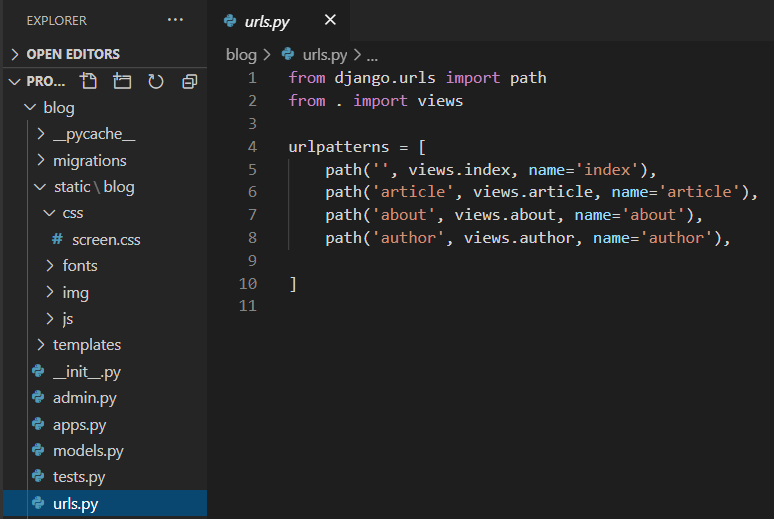 EXPLORER ...
OPEN EDITORS
PRO...
blog
__pycache__
migrations
static \ blog
css
# screen.css
fonts
img
js
templates
__init__.py
admin.py
apps.py
models.py
tests.py
urls.py
urls.py
blog > urls.py > ...
1 from django.urls import path
2 from . import views
3
4 urlpatterns = [
5     path('', views.index, name='index'),
6     path('article', views.article, name='article'),
7     path('about', views.about, name='about'),
8     path('author', views.author, name='author'),
9
10 ]
11